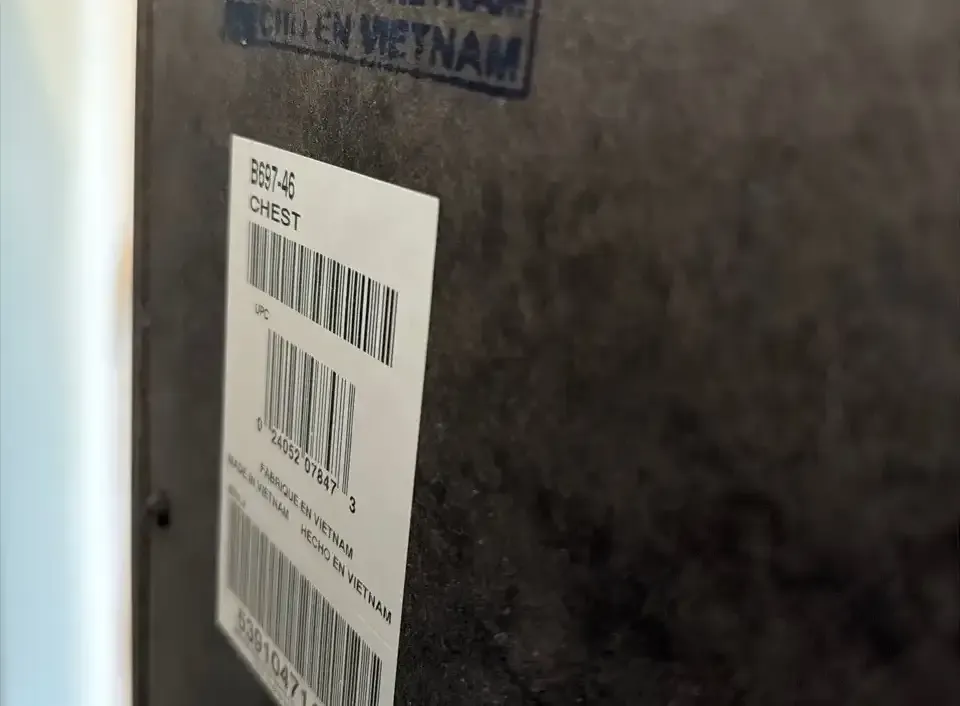 HECHO EN VIETNAM
B697-46
CHEST
UPC
0 24052 07847 3
FABRIQUE EN VIETNAM
MADE IN VIETNAM
HECHO EN VIETNAM